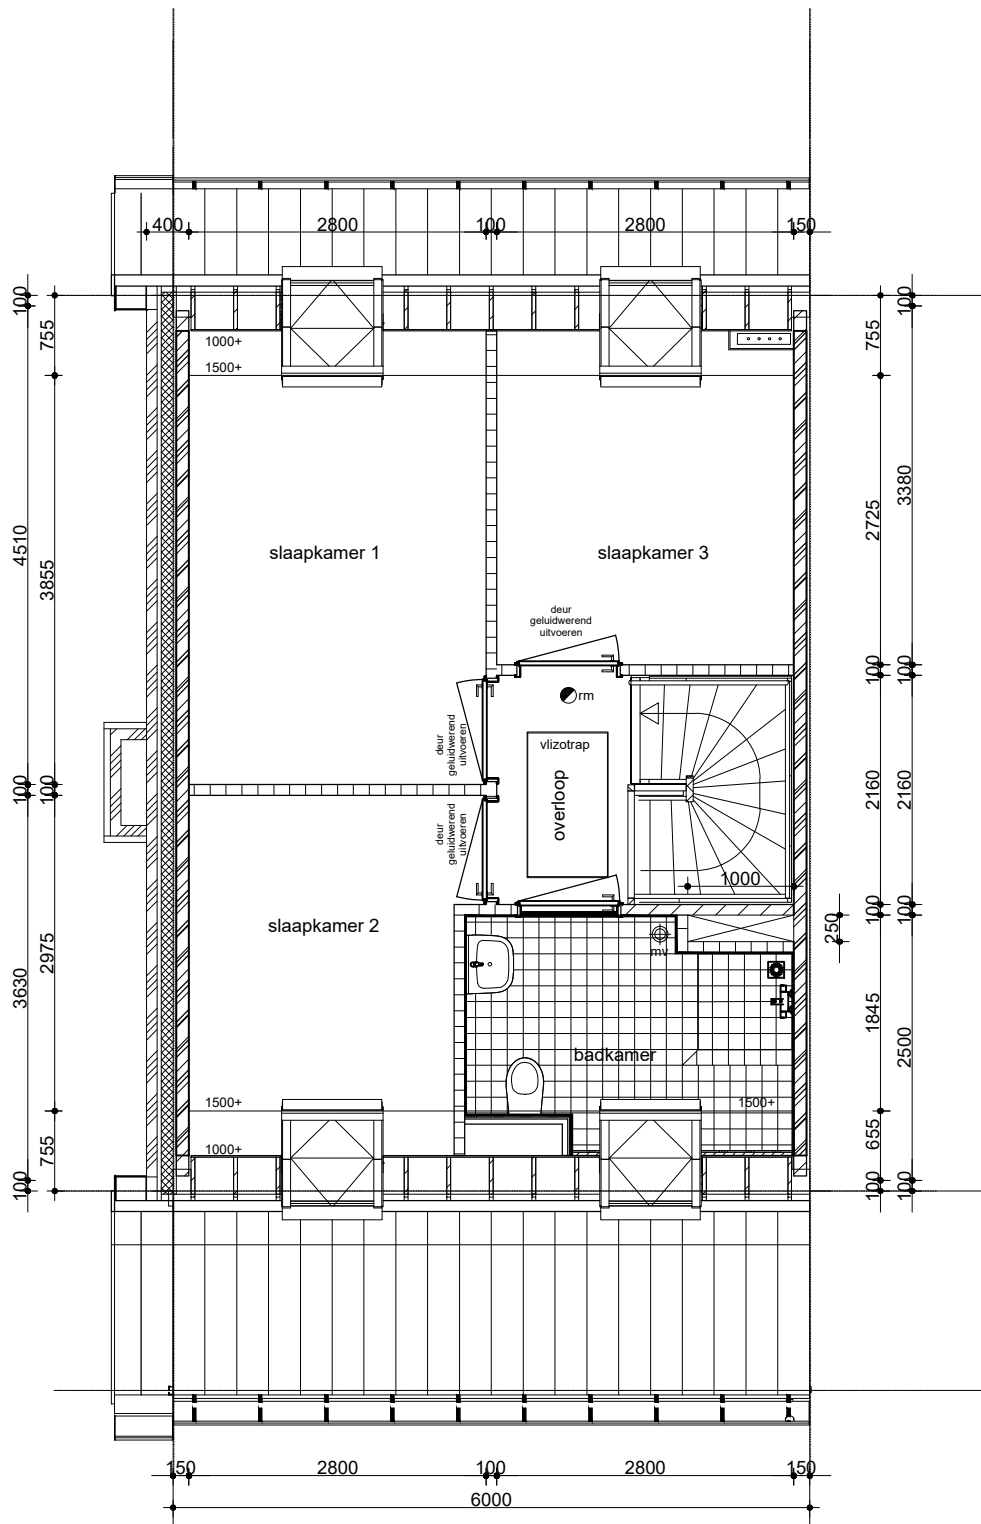 400 2800 100 2800 150
100
755
4510
3855
100
100
3630
2975
755
100
100
755
3380
2725
100
100
2160
2160
100
100
250
1845
2500
655
100
100
1000+
1500+
slaapkamer 1
slaapkamer 3
deur
geluidwerend
uitvoeren
rm
deur
geluidwerend
uitvoeren
vlizotrap
overloop
deur
geluidwerend
uitvoeren
1000
slaapkamer 2
mv
badkamer
1500+
1500+
1000+
150 2800 100 2800 150
6000